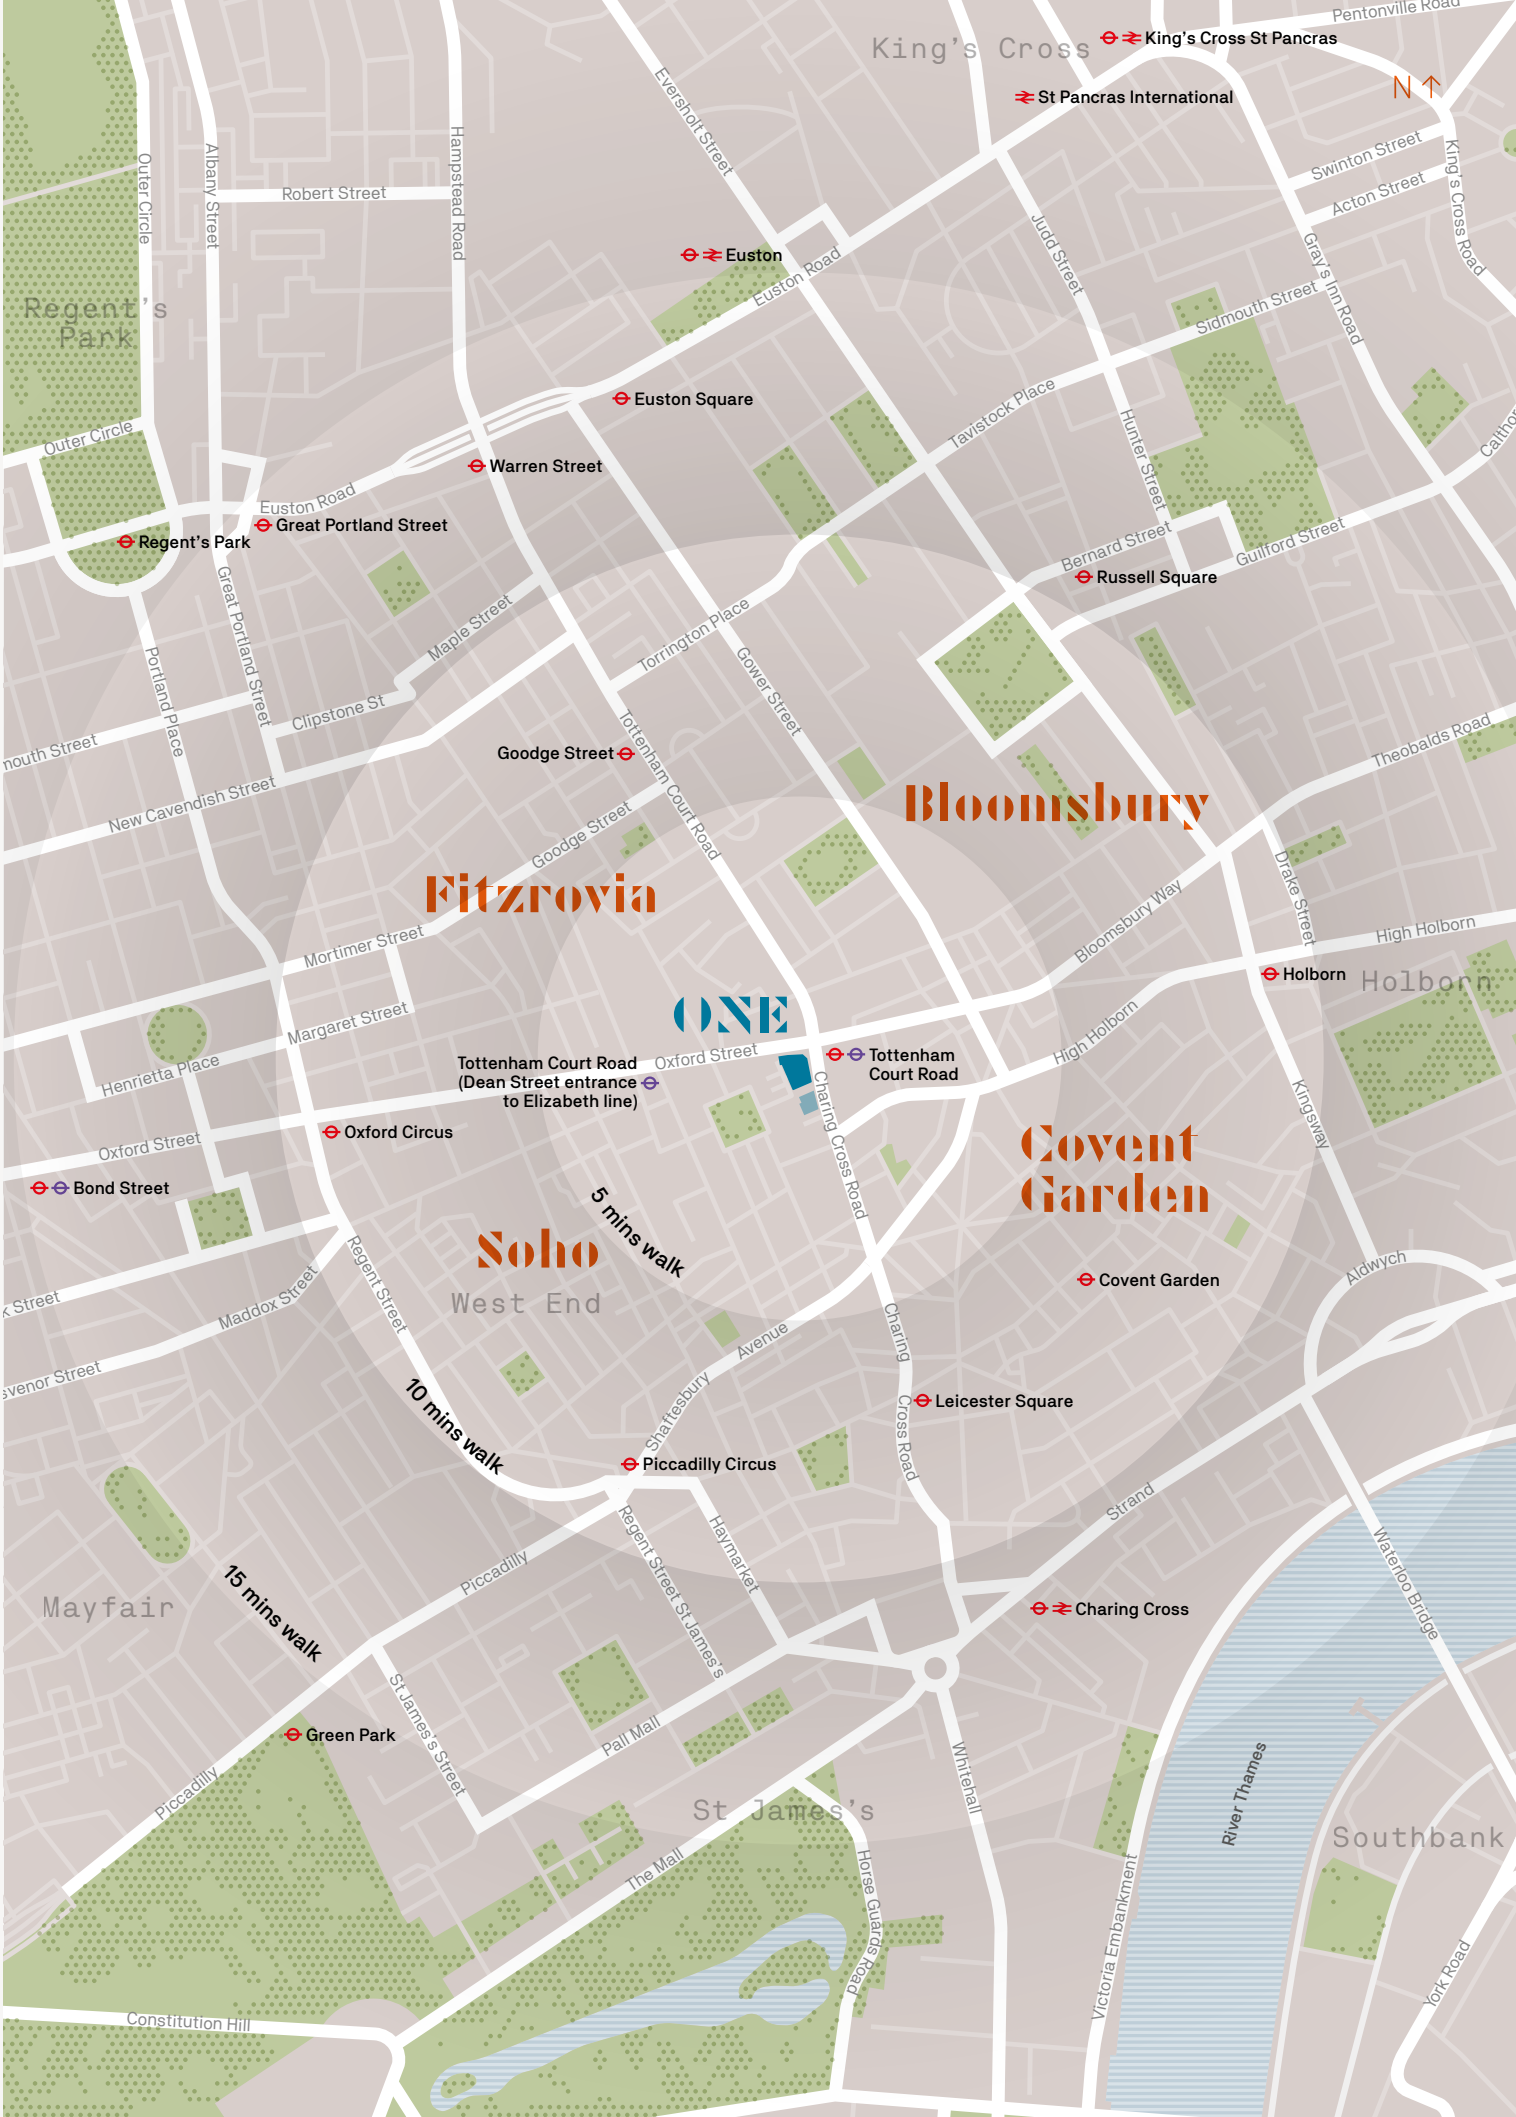 Pentonville Road
King's Cross St Pancras
King's Cross
N
St Pancras International
Eversholt Street
Swinton Street
Acton Street
King's Cross Road
Outer Circle
Albany Street
Hampstead Road
Robert Street
Judd Street
Gray's Inn Road
Euston
Euston Road
Sidmouth Street
Regent's
Park
Euston Square
Tavistock Place
Hunter Street
Outer Circle
Warren Street
Euston Road
Great Portland Street
Regent's Park
Bernard Street
Guilford Street
Russell Square
Great Portland Street
Maple Street
Torrington Place
Gower Street
Portland Place
Clipstone St
Tottenham Court Road
mouth Street
Goodge Street
Theobalds Road
New Cavendish Street
Goodge Street
Bloomsbury
Fitzrovia
Drake Street
Bloomsbury Way
Mortimer Street
High Holborn
Holborn
Holborn
ONE
Margaret Street
High Holborn
Oxford Street
Tottenham Court Road
(Dean Street entrance
to Elizabeth line)
Tottenham
Court Road
Henrietta Place
Charing Cross Road
Kingsway
Oxford Circus
Oxford Street
Bond Street
Covent
Garden
5 mins walk
Soho
West End
Regent Street
Covent Garden
Aldwych
k Street
Maddox Street
Charing
Cross Road
Shaftesbury
Avenue
svenor Street
10 mins walk
Leicester Square
Piccadilly Circus
Strand
Regent Street St James's
Haymarket
Waterloo Bridge
Piccadilly
15 mins walk
Mayfair
Charing Cross
St James's Street
Green Park
Pall Mall
Whitehall
River Thames
Piccadilly
St James's
Southbank
The Mall
Horse Guards Road
Victoria Embankment
York Road
Constitution Hill